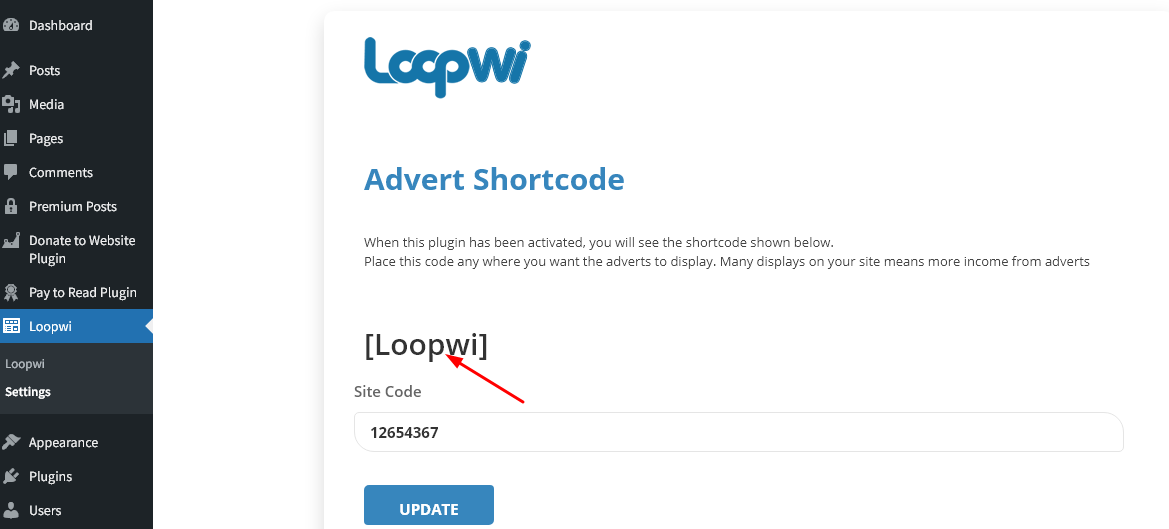 Dashboard
Posts
Media
Pages
Comments
Premium Posts
Donate to Website
Plugin
Pay to Read Plugin
Loopwi
Loopwi
Settings
Appearance
Plugins
Users
Loopwi
Advert Shortcode
When this plugin has been activated, you will see the shortcode shown below.
Place this code any where you want the adverts to display. Many displays on your site means more income from adverts
[Loopwi]
Site Code
12654367
UPDATE